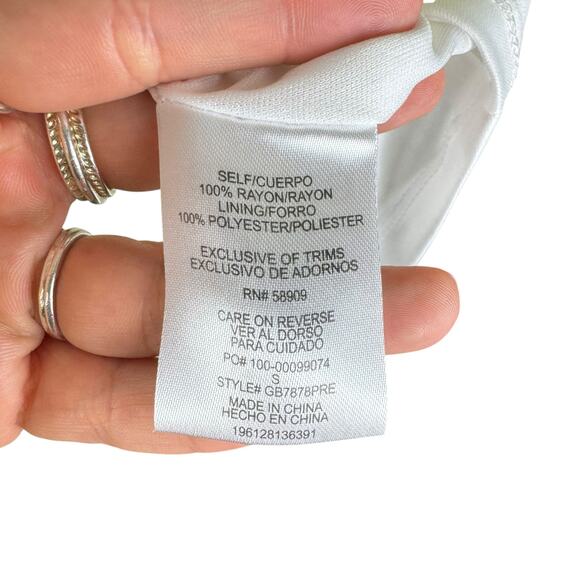 SELF/CUERPO
100% RAYON/RAYON
LINING/FORRO
100% POLYESTER/POLIESTER
EXCLUSIVE OF TRIMS
EXCLUSIVO DE ADORNOS
RN# 58909
CARE ON REVERSE
VER AL DORSO
PARA CUIDADO
PO# 100-00099074
S
STYLE# GB7878PRE
MADE IN CHINA
HECHO EN CHINA
196128136391